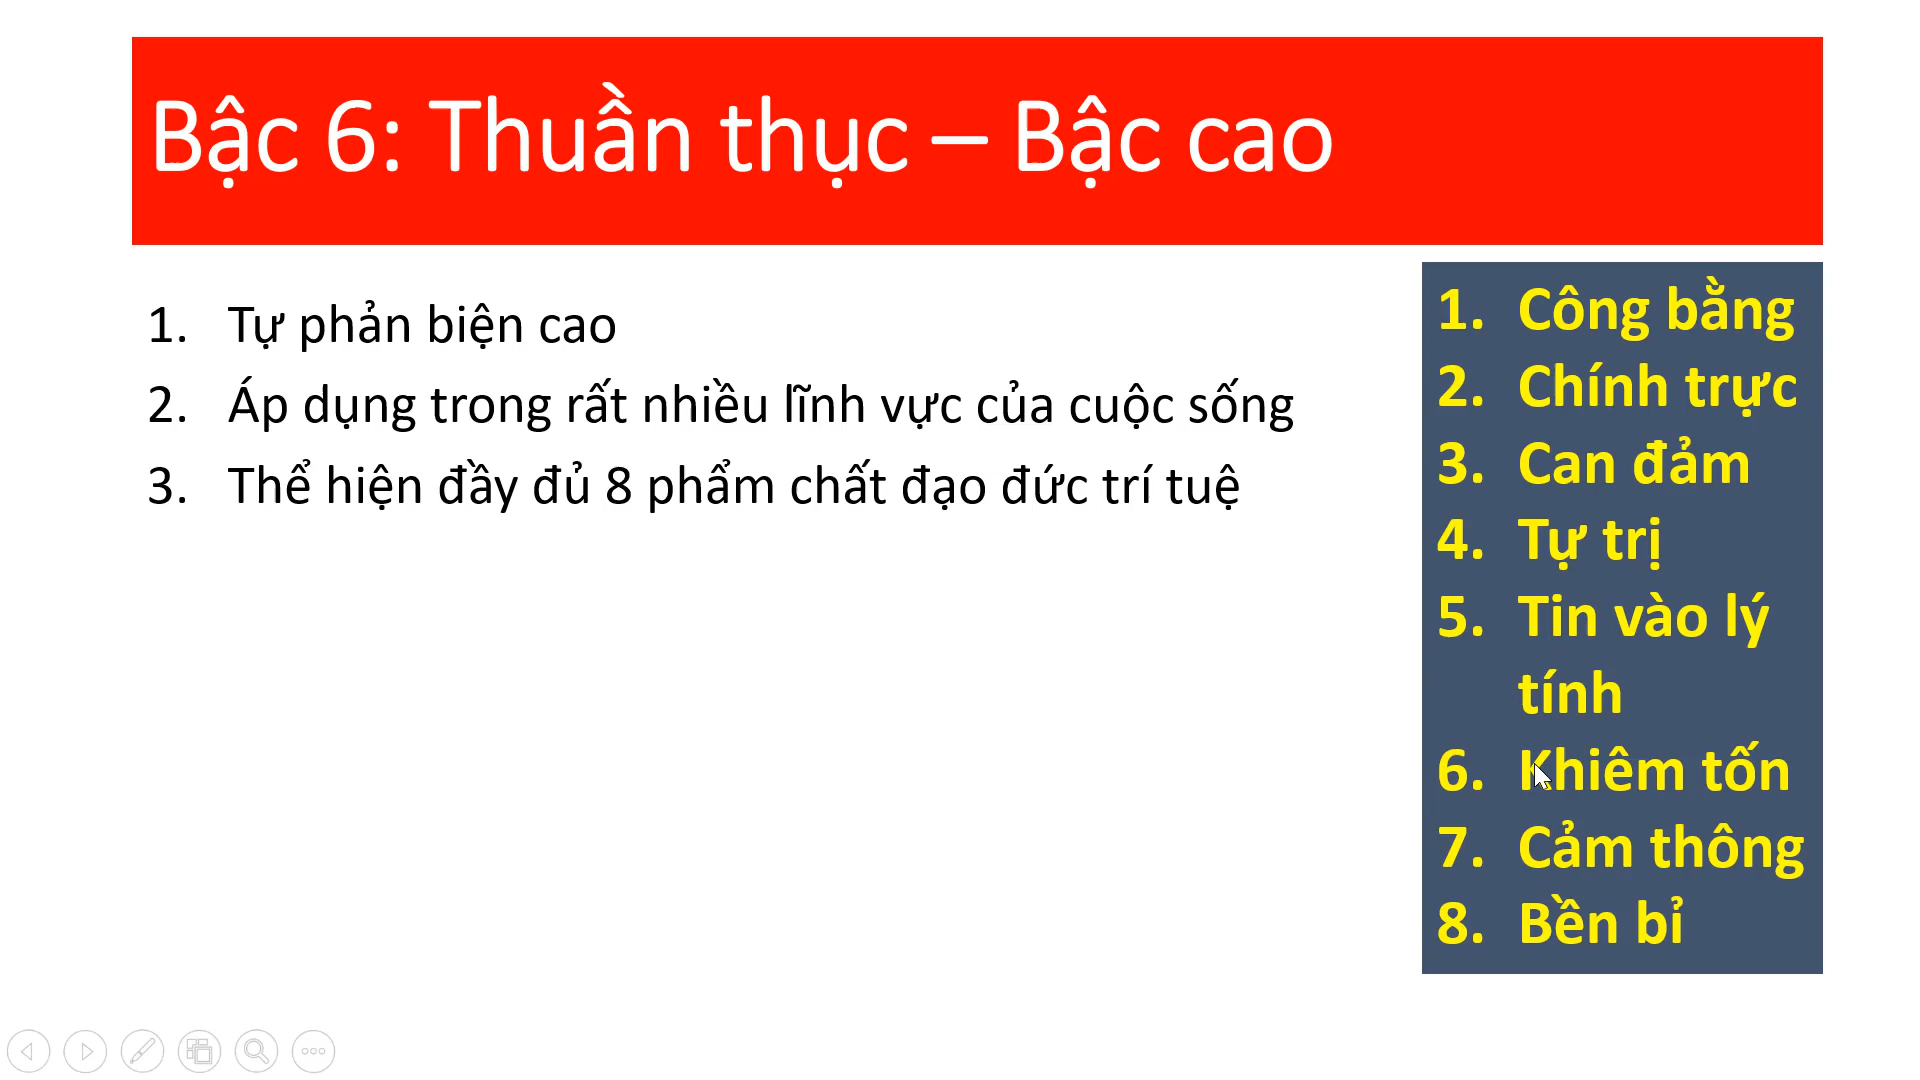 Bậc 6: Thuần thục – Bậc cao
1. Tự phản biện cao
2. Áp dụng trong rất nhiều lĩnh vực của cuộc sống
3. Thể hiện đầy đủ 8 phẩm chất đạo đức trí tuệ
1. Công bằng
2. Chính trực
3. Can đảm
4. Tự trị
5. Tin vào lý
tính
6. Khiêm tốn
7. Cảm thông
8. Bền bỉ